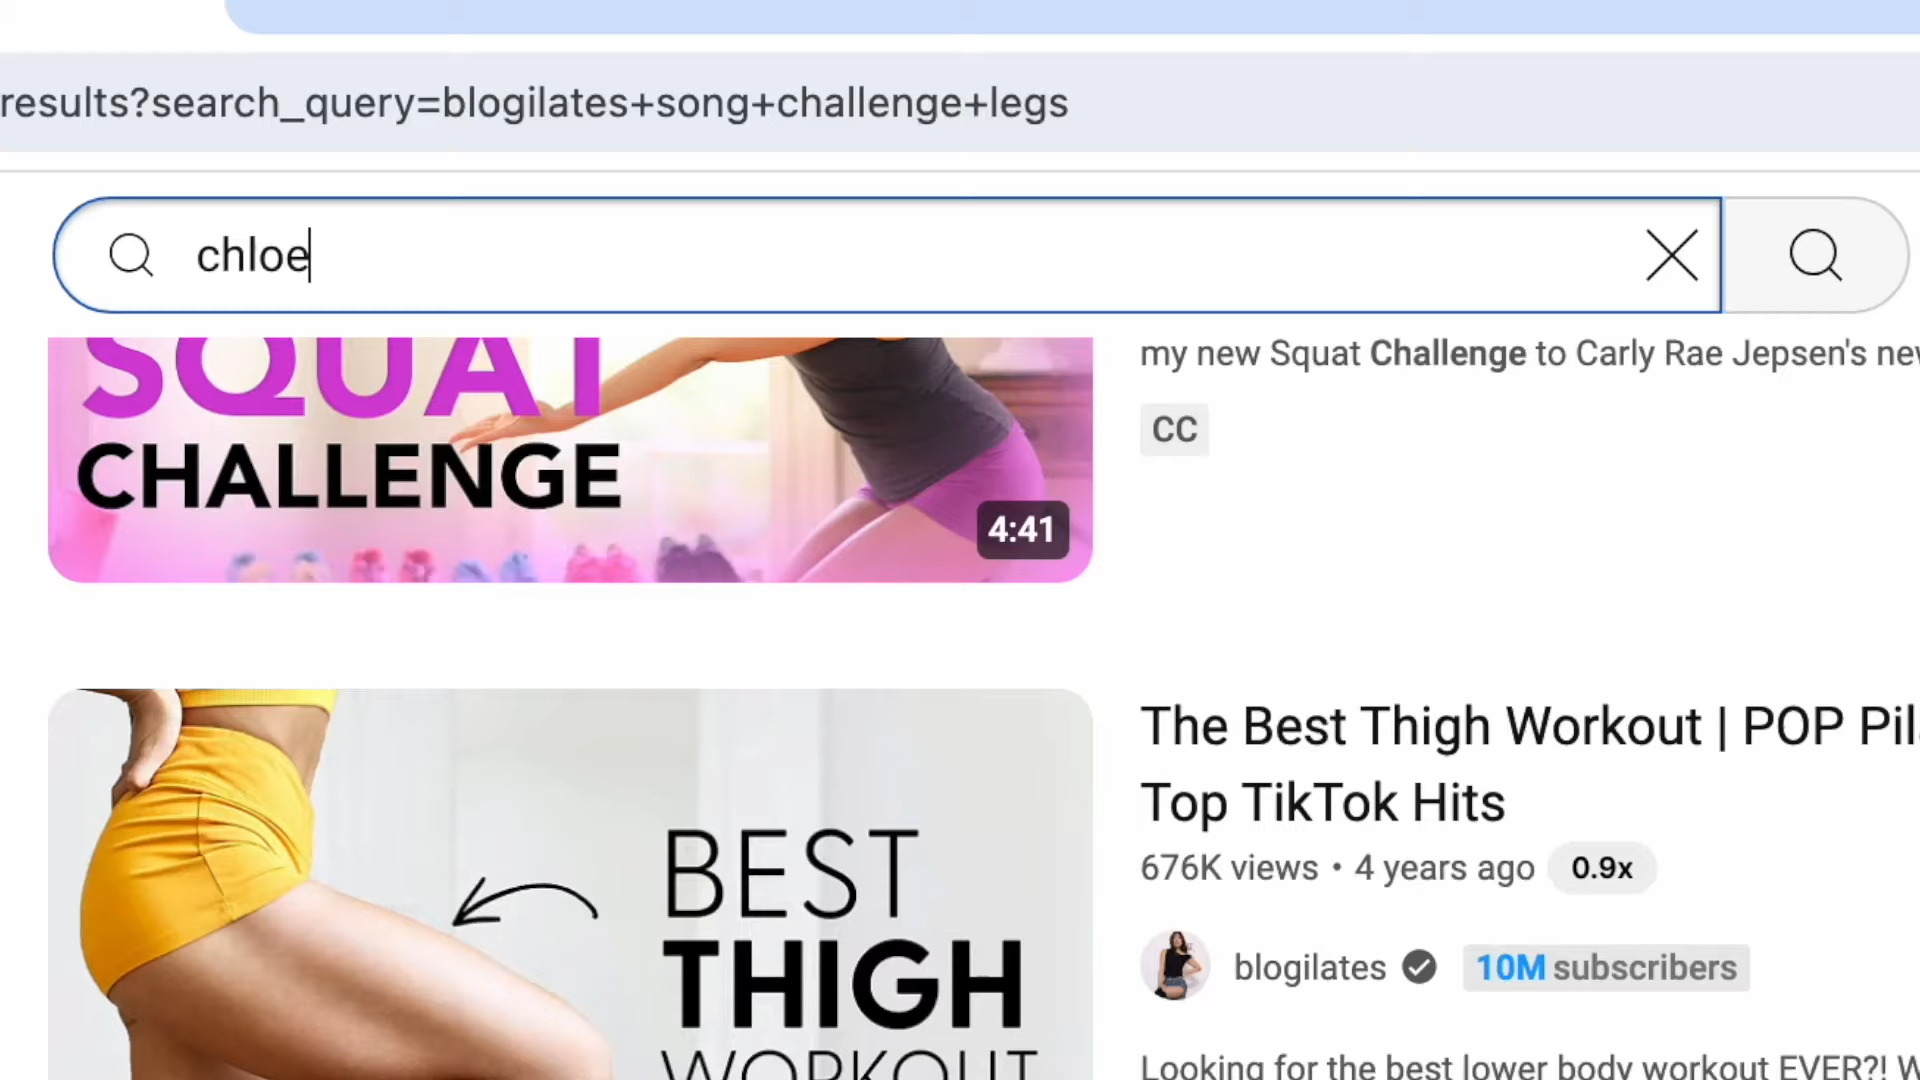 results?search_query=blogilates+song+challenge+legs
chloe
SQUAT
CHALLENGE
4:41
my new Squat Challenge to Carly Rae Jepsen's new
CC
BEST
THIGH
WORKOUT
The Best Thigh Workout | POP Pil
Top TikTok Hits
676K views • 4 years ago 0.9x
blogilates 10M subscribers
Looking for the best lower body workout EVER?! W